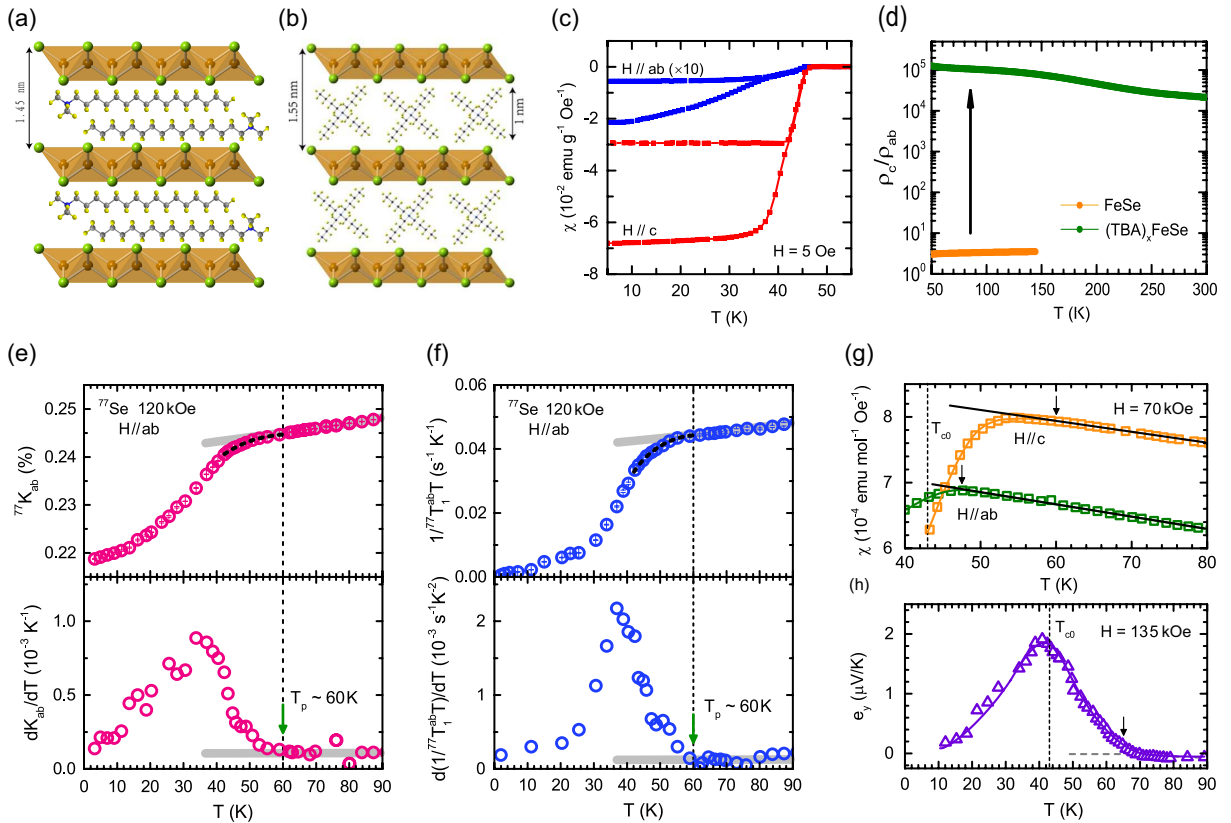 (a)
1.45 nm
(b)
1.55nm
1 nm
(c)
0
-2
-4
-6
-8
χ (10⁻² emu g⁻¹ Oe⁻¹)
H // ab (×10)
H // c
H = 5 Oe
10 20 30 40 50
T (K)
(d)
10⁵
10⁴
10³
10²
10¹
10⁰
ρc/ρab
FeSe
(TBA)ₓFeSe
50 100 150 200 250 300
T (K)
(e)
⁷⁷Se 120 kOe
H//ab
0.25
0.24
0.23
0.22
⁷⁷Kab (%)
1.0
0.5
0.0
dKab/dT (10⁻³ K⁻¹)
Tp ~ 60K
0 10 20 30 40 50 60 70 80 90
T (K)
(f)
⁷⁷Se 120 kOe
H//ab
0.06
0.04
0.02
0.00
1/⁷⁷T₁ᵃᵇT (s⁻¹ K⁻¹)
2
1
0
d(1/⁷⁷T₁ᵃᵇT)/dT (10⁻³ s⁻¹K⁻²)
Tp ~ 60K
0 10 20 30 40 50 60 70 80 90
T (K)
(g)
8
7
6
χ (10⁻⁴ emu mol⁻¹ Oe⁻¹)
Tc0
H = 70 kOe
H//c
H//ab
40 50 60 70 80
T (K)
(h)
2
1
0
ey (μV/K)
Tc0
H = 135 kOe
0 10 20 30 40 50 60 70 80 90
T (K)